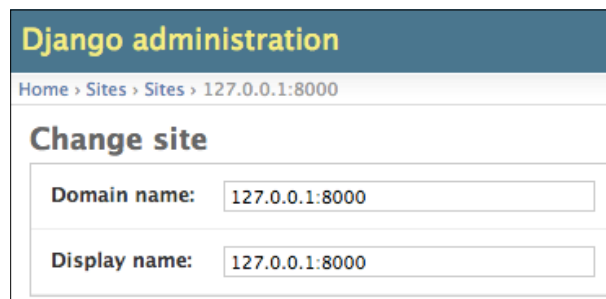 Django administration
Home › Sites › Sites › 127.0.0.1:8000
Change site
Domain name: 127.0.0.1:8000
Display name: 127.0.0.1:8000